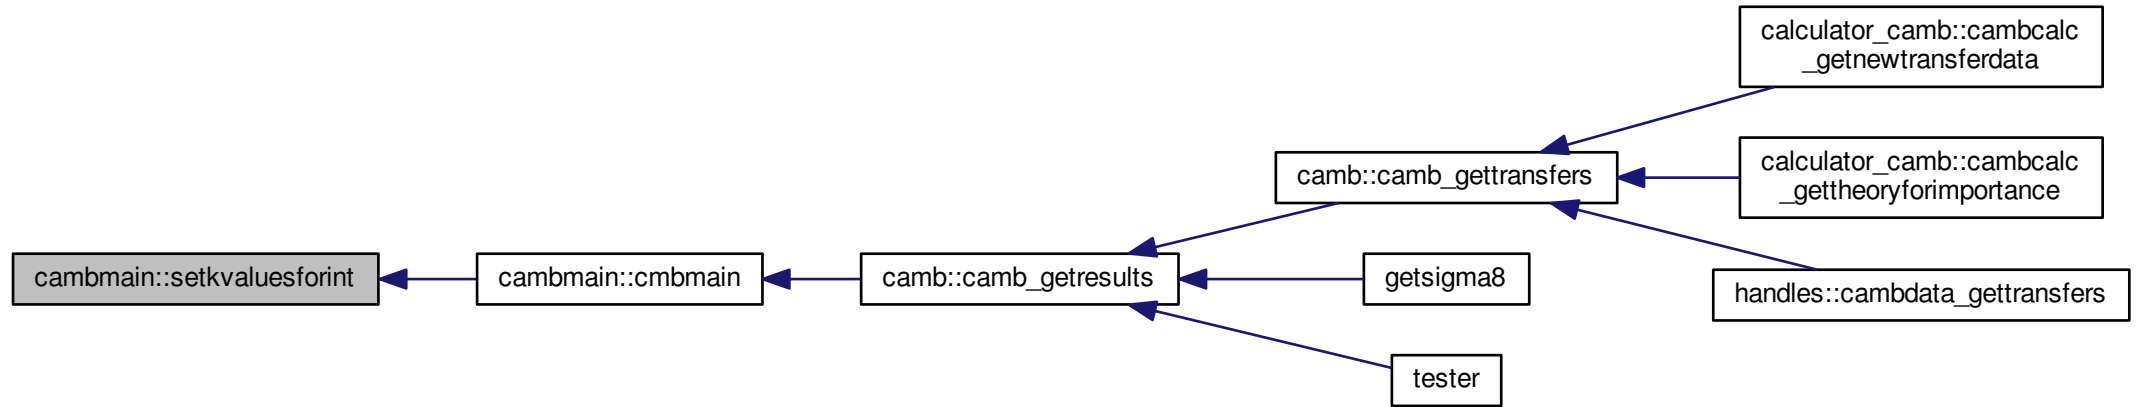 calculator_camb::cambcalc
_getnewtransferdata
calculator_camb::cambcalc
_gettheoryforimportance
camb::camb_gettransfers
cambmain::setkvaluesforint
cambmain::cmbmain
camb::camb_getresults
getsigma8
handles::cambdata_gettransfers
tester